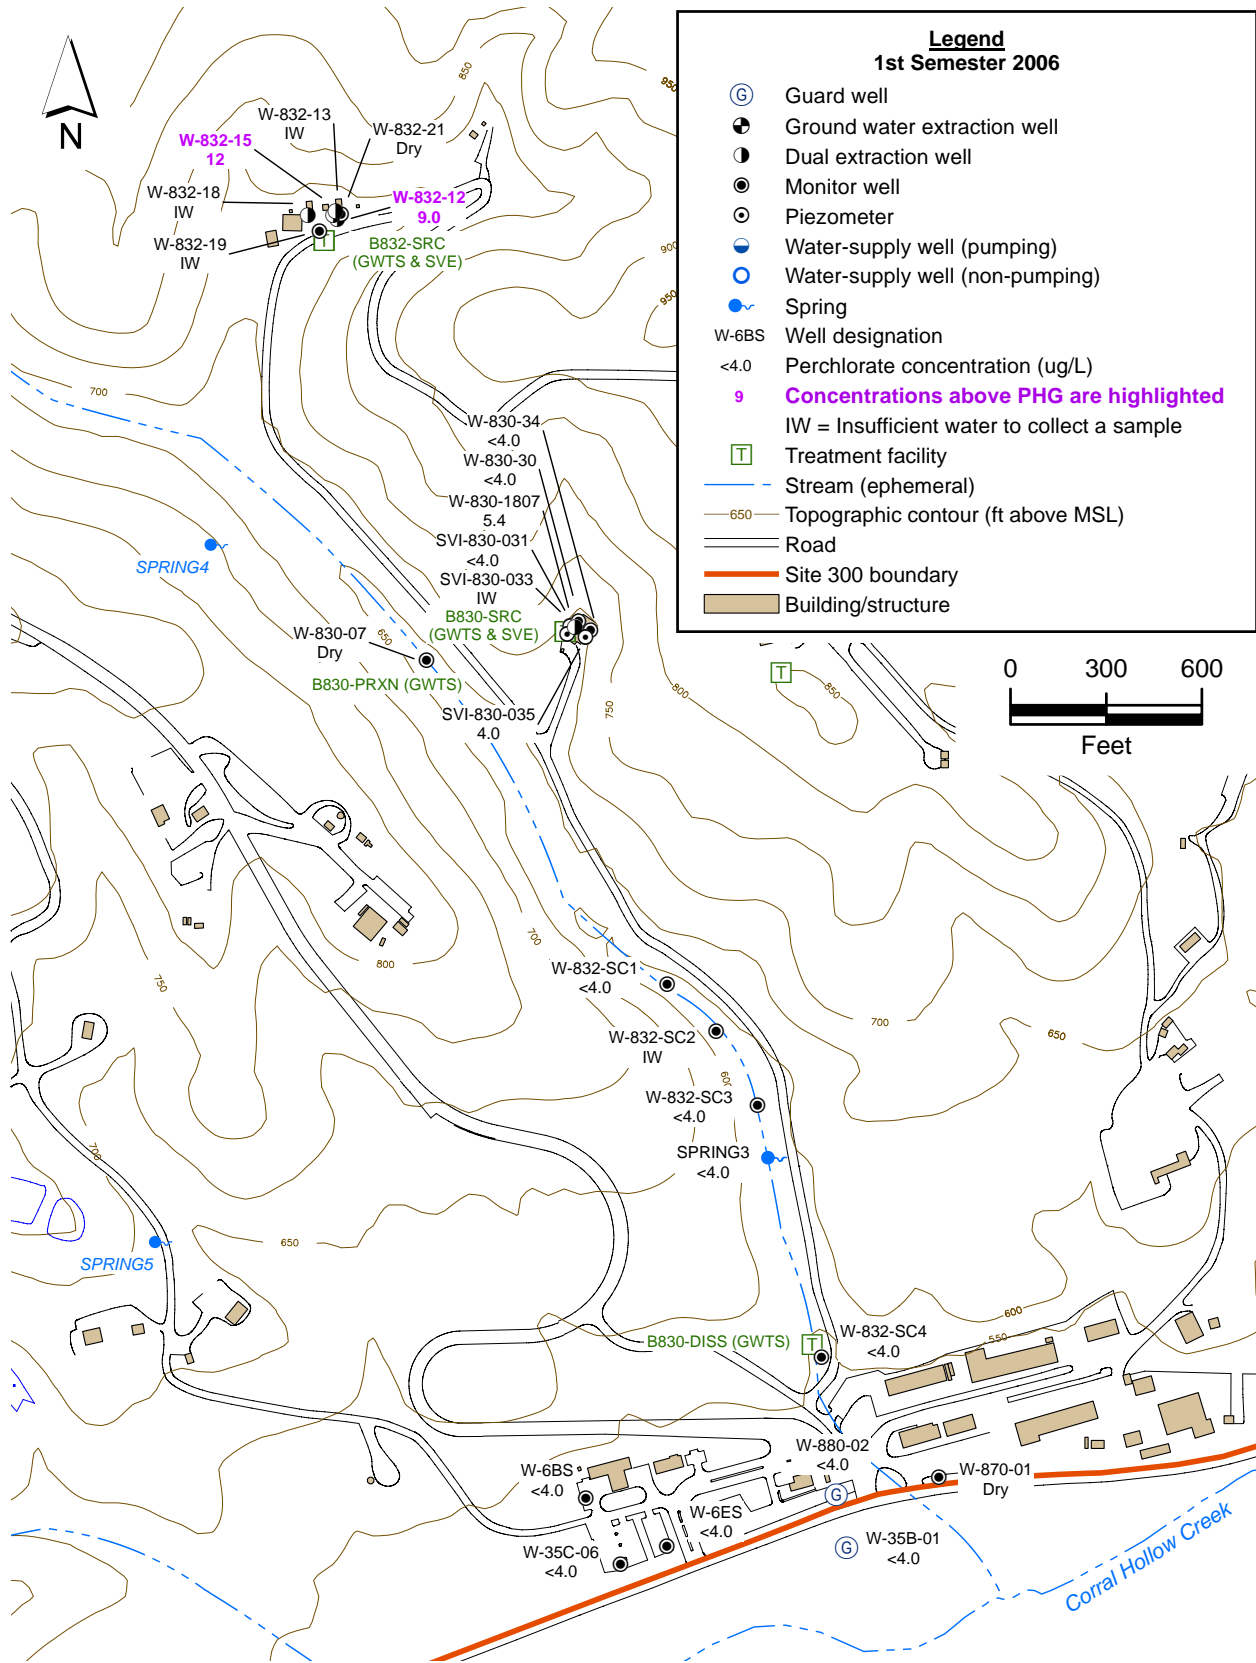 Legend
1st Semester 2006
G
Guard well
Ground water extraction well
Dual extraction well
Monitor well
Piezometer
Water-supply well (pumping)
Water-supply well (non-pumping)
Spring
W-6BS Well designation
<4.0 Perchlorate concentration (ug/L)
9 Concentrations above PHG are highlighted
IW = Insufficient water to collect a sample
T Treatment facility
Stream (ephemeral)
650 Topographic contour (ft above MSL)
Road
Site 300 boundary
Building/structure
0 300 600
Feet
N
850
950
900
950
W-832-13
IW
W-832-15
12
W-832-21
Dry
W-832-18
IW
W-832-12
9.0
W-832-19
IW
T
B832-SRC
(GWTS & SVE)
700
W-830-34
<4.0
W-830-30
<4.0
W-830-1807
5.4
SVI-830-031
<4.0
SVI-830-033
IW
B830-SRC
(GWTS & SVE)
SPRING4
650
W-830-07
Dry
B830-PRXN (GWTS)
SVI-830-035
4.0
750
800
T
850
700
800
750
W-832-SC1
<4.0
W-832-SC2
IW
700
650
600
W-832-SC3
<4.0
SPRING3
<4.0
700
SPRING5
650
600
550
B830-DISS (GWTS)
T
W-832-SC4
<4.0
W-880-02
<4.0
G
W-870-01
Dry
W-6BS
<4.0
W-6ES
<4.0
W-35C-06
<4.0
G
W-35B-01
<4.0
Corral Hollow Creek